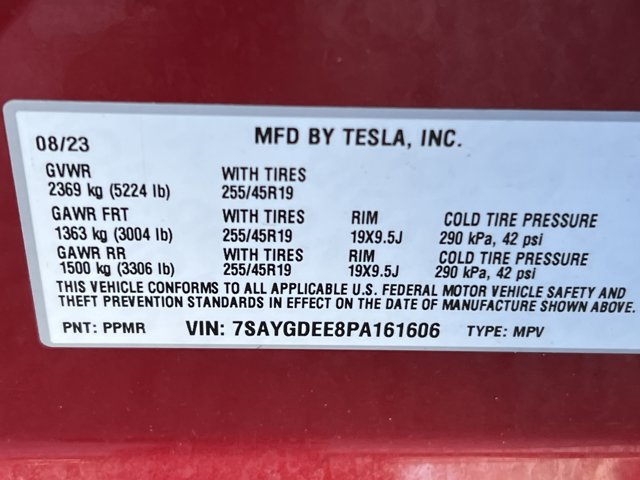 08/23 MFD BY TESLA, INC.
GVWR WITH TIRES
2369 kg (5224 lb) 255/45R19
GAWR FRT WITH TIRES RIM COLD TIRE PRESSURE
1363 kg (3004 lb) 255/45R19 19X9.5J 290 kPa, 42 psi
GAWR RR WITH TIRES RIM COLD TIRE PRESSURE
1500 kg (3306 lb) 255/45R19 19X9.5J 290 kPa, 42 psi
THIS VEHICLE CONFORMS TO ALL APPLICABLE U.S. FEDERAL MOTOR VEHICLE SAFETY AND
THEFT PREVENTION STANDARDS IN EFFECT ON THE DATE OF MANUFACTURE SHOWN ABOVE.
PNT: PPMR VIN: 7SAYGDEE8PA161606 TYPE: MPV